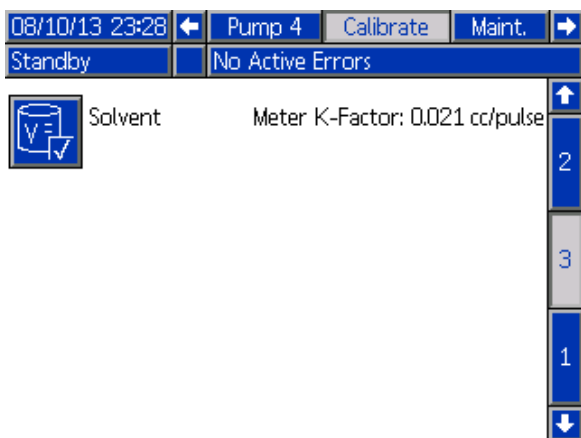 08/10/13 23:28 Pump 4 Calibrate Maint.
Standby No Active Errors
Solvent Meter K-Factor: 0.021 cc/pulse
V=
2
3
1